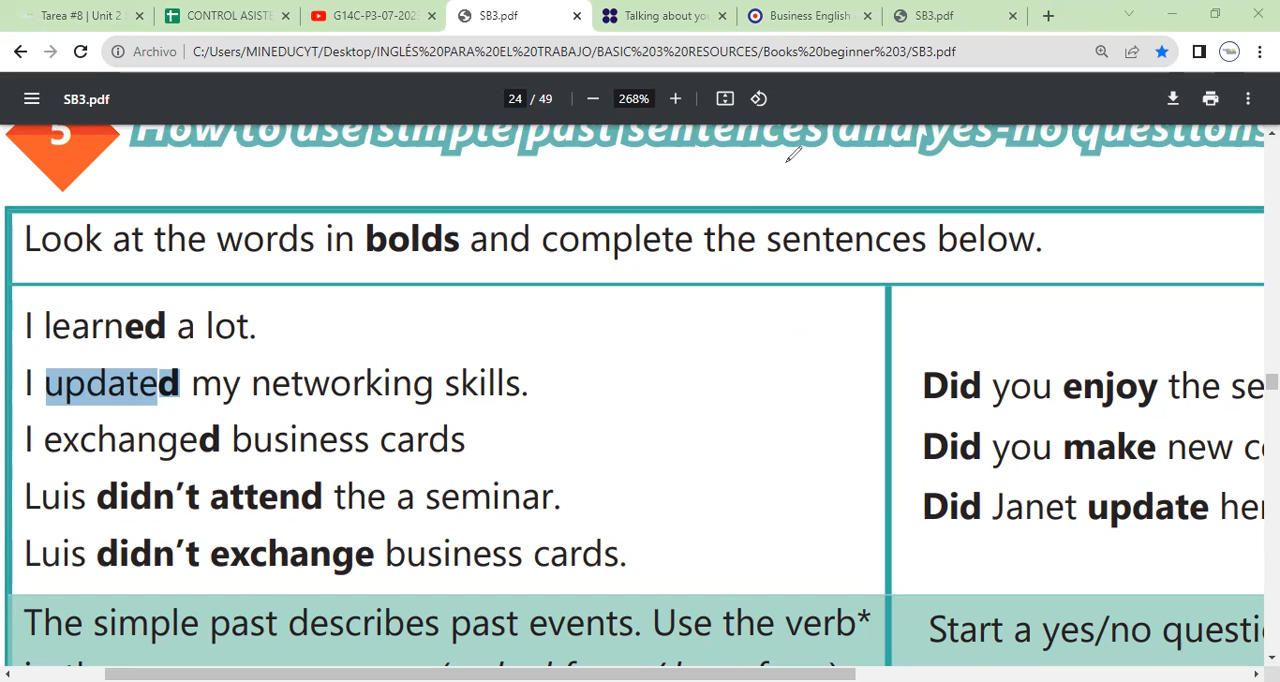 Tarea #8 | Unit 2
CONTROL ASISTE
G14C-P3-07-202
SB3.pdf
Talking about yo
Business English
SB3.pdf
Archivo
C:/Users/MINEDUCYT/Desktop/INGLÉS%20PARA%20EL%20TRABAJO/BASIC%203%20RESOURCES/Books%20beginner%203/SB3.pdf
SB3.pdf
24 / 49
268%
5
How to use simple past sentences and yes-no questions
Look at the words in bolds and complete the sentences below.
I learned a lot.
I updated my networking skills.
I exchanged business cards
Luis didn't attend the a seminar.
Luis didn't exchange business cards.
Did you enjoy the se
Did you make new c
Did Janet update her
The simple past describes past events. Use the verb*
Start a yes/no questi